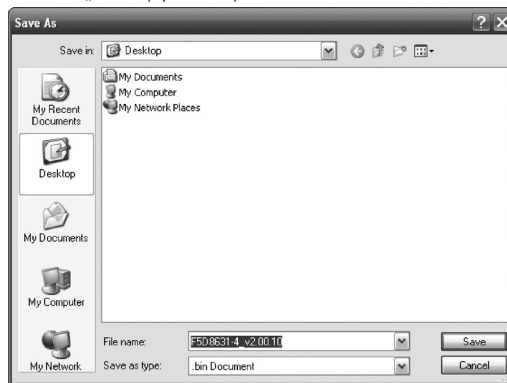 Save As
Save in:
Desktop
My Recent
Documents
Desktop
My Documents
My Computer
My Network
My Documents
My Computer
My Network Places
File name:
F5D8631-4_v2.00.10
Save
Save as type:
.bin Document
Cancel